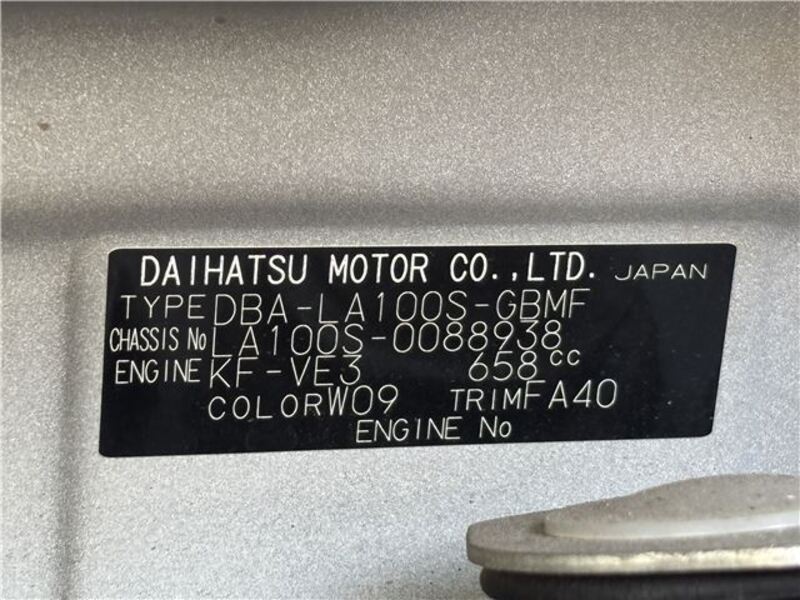 DAIHATSU MOTOR CO.,LTD. JAPAN
TYPE DBA-LA100S-GBMF
CHASSIS No LA100S-0088938
ENGINE KF-VE3 658cc
COLOR W09 TRIM FA40
ENGINE No